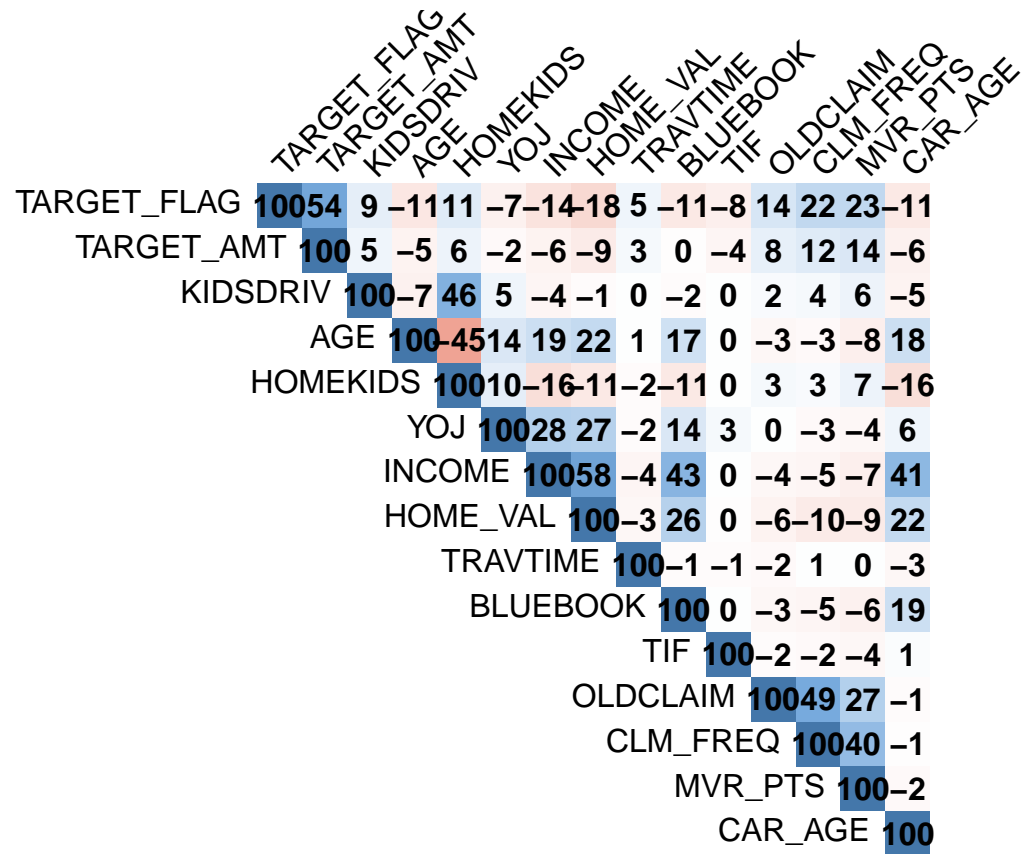 TARGET_FLAG TARGET_AMT KIDSDRIV AGE HOMEKIDS YOJ INCOME HOME_VAL TRAVTIME BLUEBOOK TIF OLDCLAIM CLM_FREQ MVR_PTS CAR_AGE
TARGET_FLAG 100 54 9 −11 11 −7 −14 −18 5 −11 −8 14 22 23 −11
TARGET_AMT 100 5 −5 6 −2 −6 −9 3 0 −4 8 12 14 −6
KIDSDRIV 100 −7 46 5 −4 −1 0 −2 0 2 4 6 −5
AGE 100 −45 14 19 22 1 17 0 −3 −3 −8 18
HOMEKIDS 100 10 −16 −11 −2 −11 0 3 3 7 −16
YOJ 100 28 27 −2 14 3 0 −3 −4 6
INCOME 100 58 −4 43 0 −4 −5 −7 41
HOME_VAL 100 −3 26 0 −6 −10 −9 22
TRAVTIME 100 −1 −1 −2 1 0 −3
BLUEBOOK 100 0 −3 −5 −6 19
TIF 100 −2 −2 −4 1
OLDCLAIM 100 49 27 −1
CLM_FREQ 100 40 −1
MVR_PTS 100 −2
CAR_AGE 100